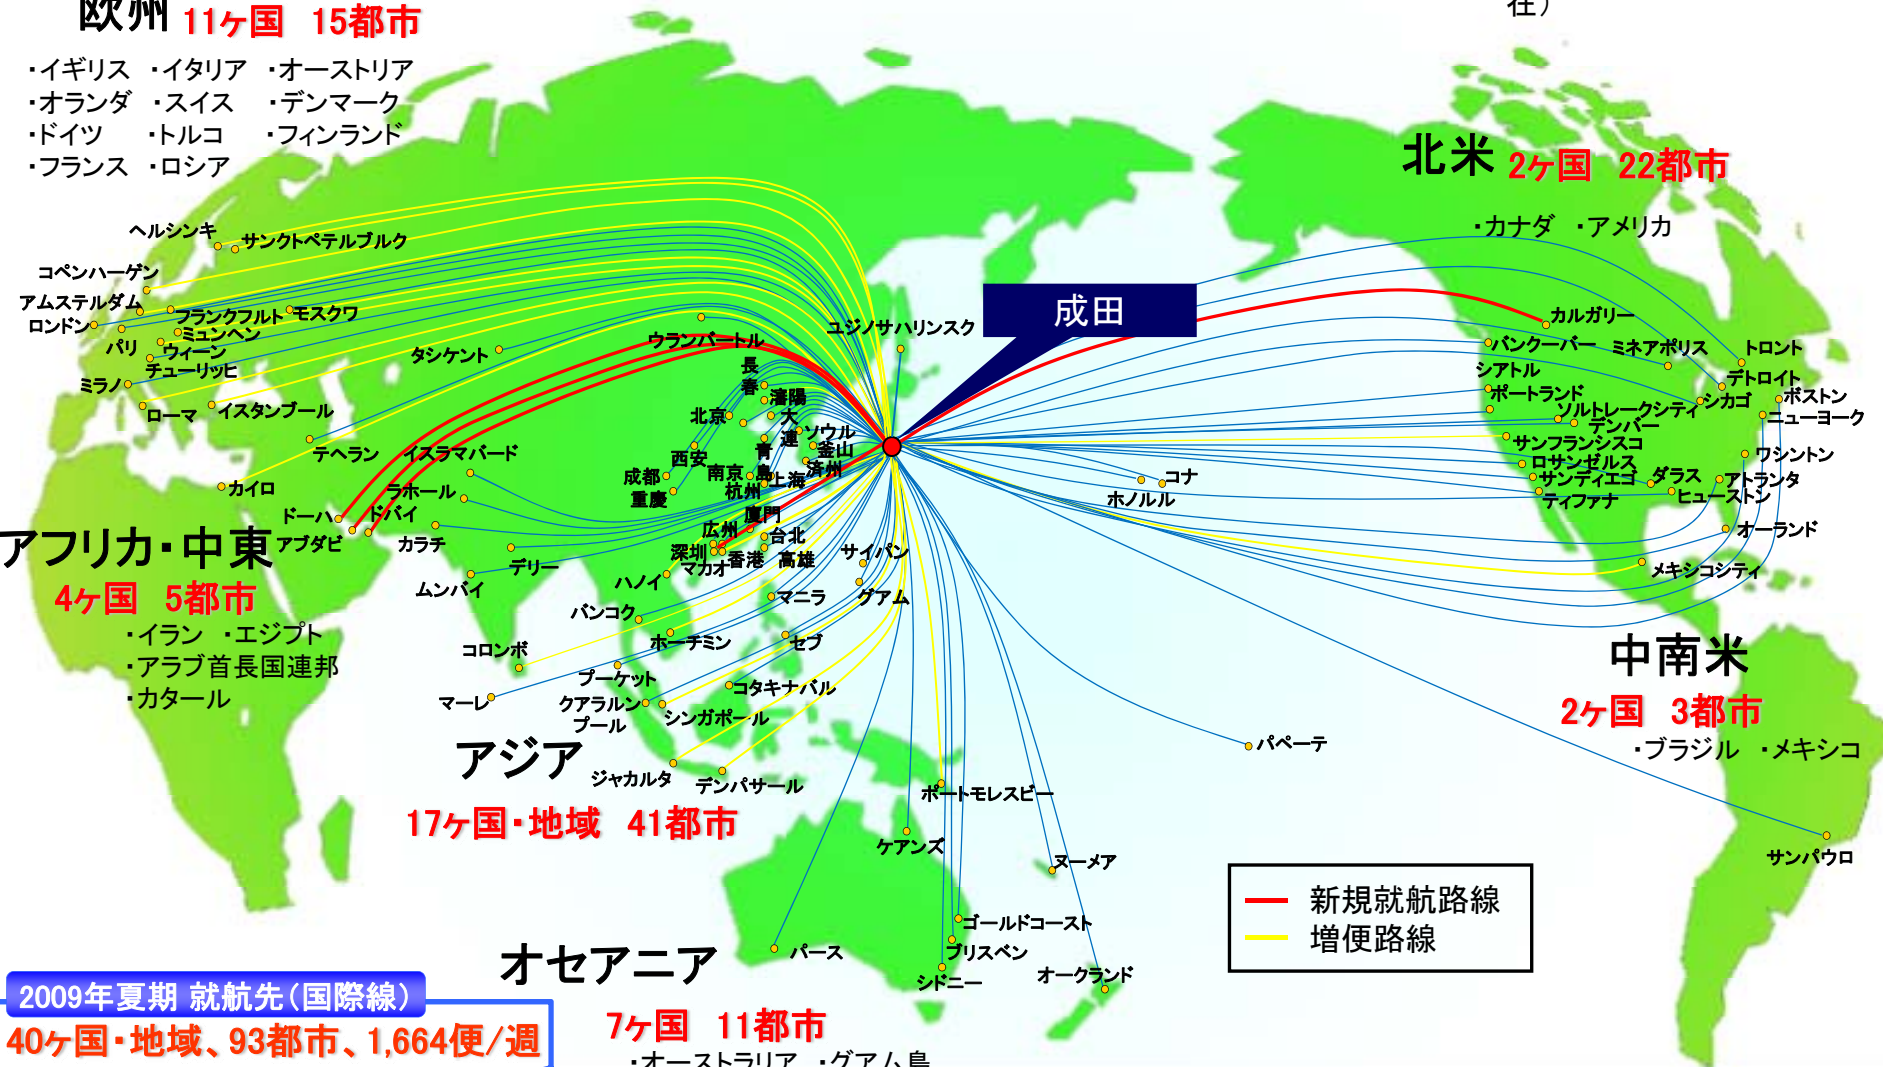 在）
欧州 11ヶ国 15都市
・イギリス ・イタリア ・オーストリア
・オランダ ・スイス ・デンマーク
・ドイツ ・トルコ ・フィンランド
・フランス ・ロシア
北米 2ヶ国 22都市
・カナダ ・アメリカ
成田
ヘルシンキ
サンクトペテルブルク
コペンハーゲン
アムステルダム
ロンドン
フランクフルト
モスクワ
ミュンヘン
パリ
ウィーン
チューリッヒ
ミラノ
ローマ
イスタンブール
タシケント
ウランバートル
ユジノサハリンスク
テヘラン
イスラマバード
カイロ
ラホール
ドーハ
ドバイ
アブダビ
カラチ
デリー
ムンバイ
コロンボ
マーレ
長春
瀋陽
北京
大連
ソウル
釜山
青島
済州
西安
成都
南京
上海
重慶
杭州
廈門
広州
台北
深圳
香港
高雄
マカオ
ハノイ
サイパン
グアム
マニラ
バンコク
ホーチミン
セブ
プーケット
コタキナバル
クアラルン
プール
シンガポール
ジャカルタ
デンパサール
ポートモレスビー
ケアンズ
ヌーメア
ゴールドコースト
ブリスベン
パース
シドニー
オークランド
パペーテ
コナ
ホノルル
カルガリー
バンクーバー
ミネアポリス
トロント
シアトル
デトロイト
ポートランド
ボストン
ソルトレークシティ
シカゴ
ニューヨーク
デンバー
サンフランシスコ
ワシントン
ロサンゼルス
サンディエゴ
ダラス
アトランタ
ティファナ
ヒューストン
オーランド
メキシコシティ
サンパウロ
アフリカ・中東
4ヶ国 5都市
・イラン ・エジプト
・アラブ首長国連邦
・カタール
中南米
2ヶ国 3都市
・ブラジル ・メキシコ
アジア
17ヶ国・地域 41都市
新規就航路線
増便路線
オセアニア
7ヶ国 11都市
・オーストラリア ・グアム島
2009年夏期 就航先（国際線）
40ヶ国・地域、93都市、1,664便/週